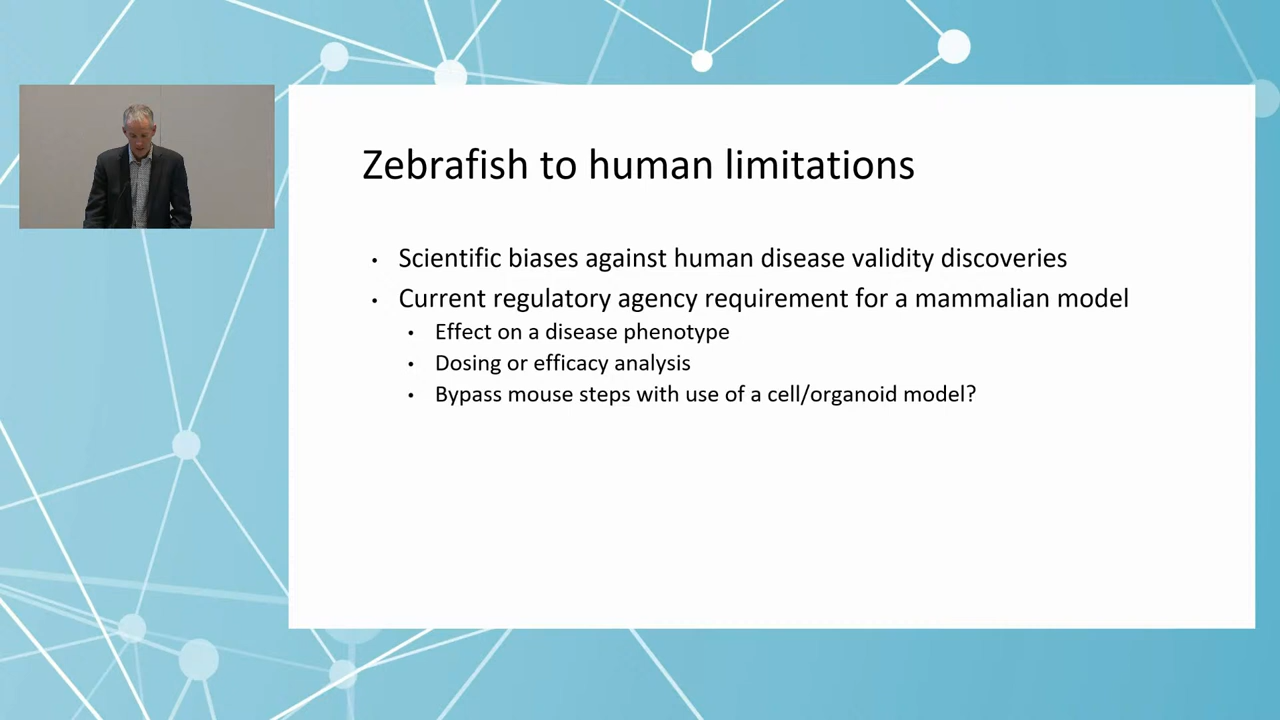 Zebrafish to human limitations
• Scientific biases against human disease validity discoveries
• Current regulatory agency requirement for a mammalian model
• Effect on a disease phenotype
• Dosing or efficacy analysis
• Bypass mouse steps with use of a cell/organoid model?